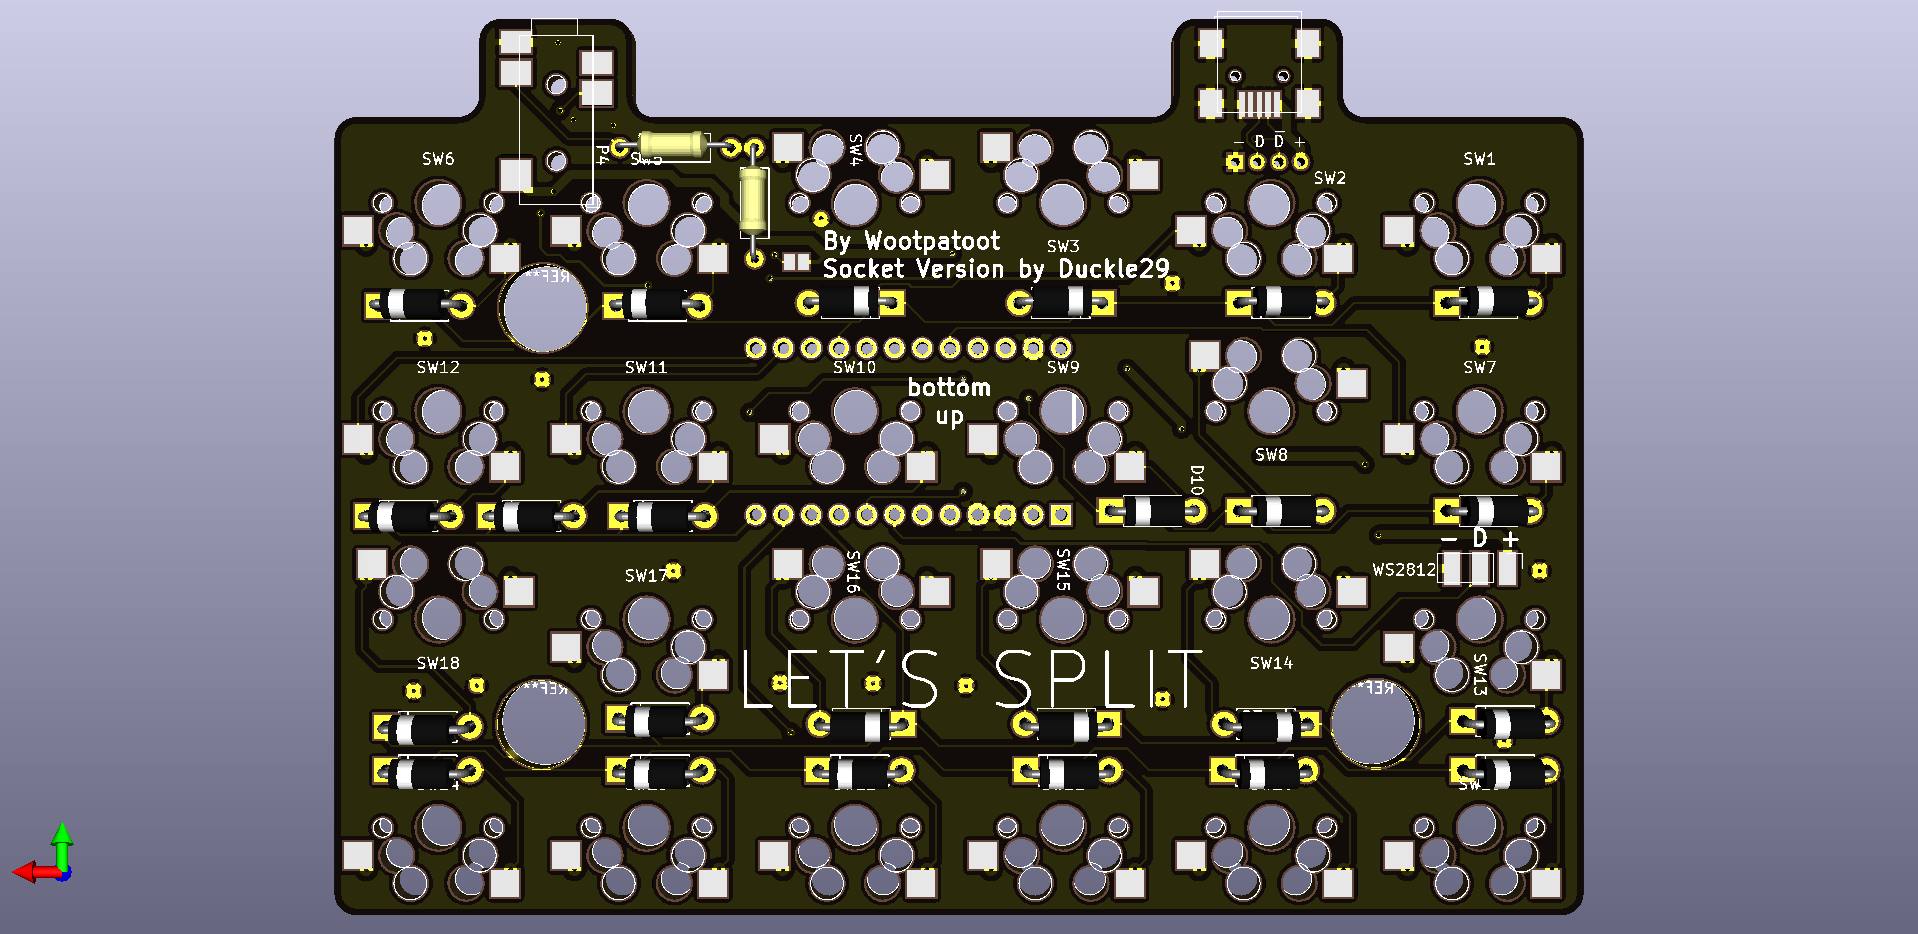 - D D +
SW6
P4
SW5
SW4
SW2
SW1
By Wootpatoot
SW3
Socket Version by Duckle29
REF**
SW12
SW11
SW10
SW9
SW7
bottom
up
SW8
D10
- D +
WS2812
SW17
SW16
SW15
SW18
LET'S SPLIT
SW14
SW13
REF**
REF**